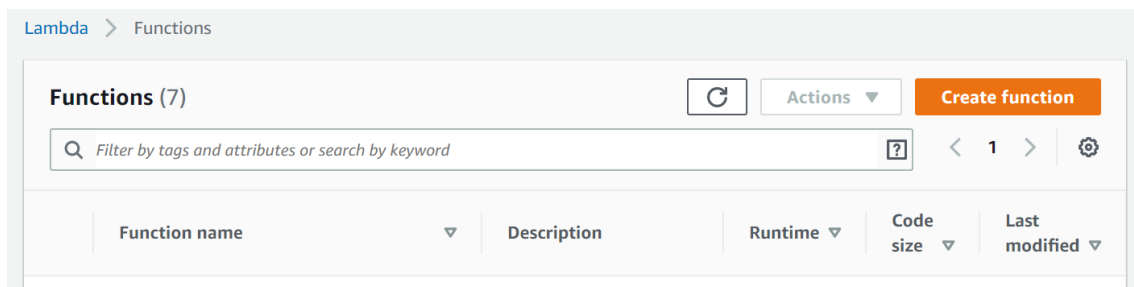 Lambda > Functions
Functions (7)
Actions
Create function
Filter by tags and attributes or search by keyword
?
1
Function name
Description
Runtime
Code size
Last modified